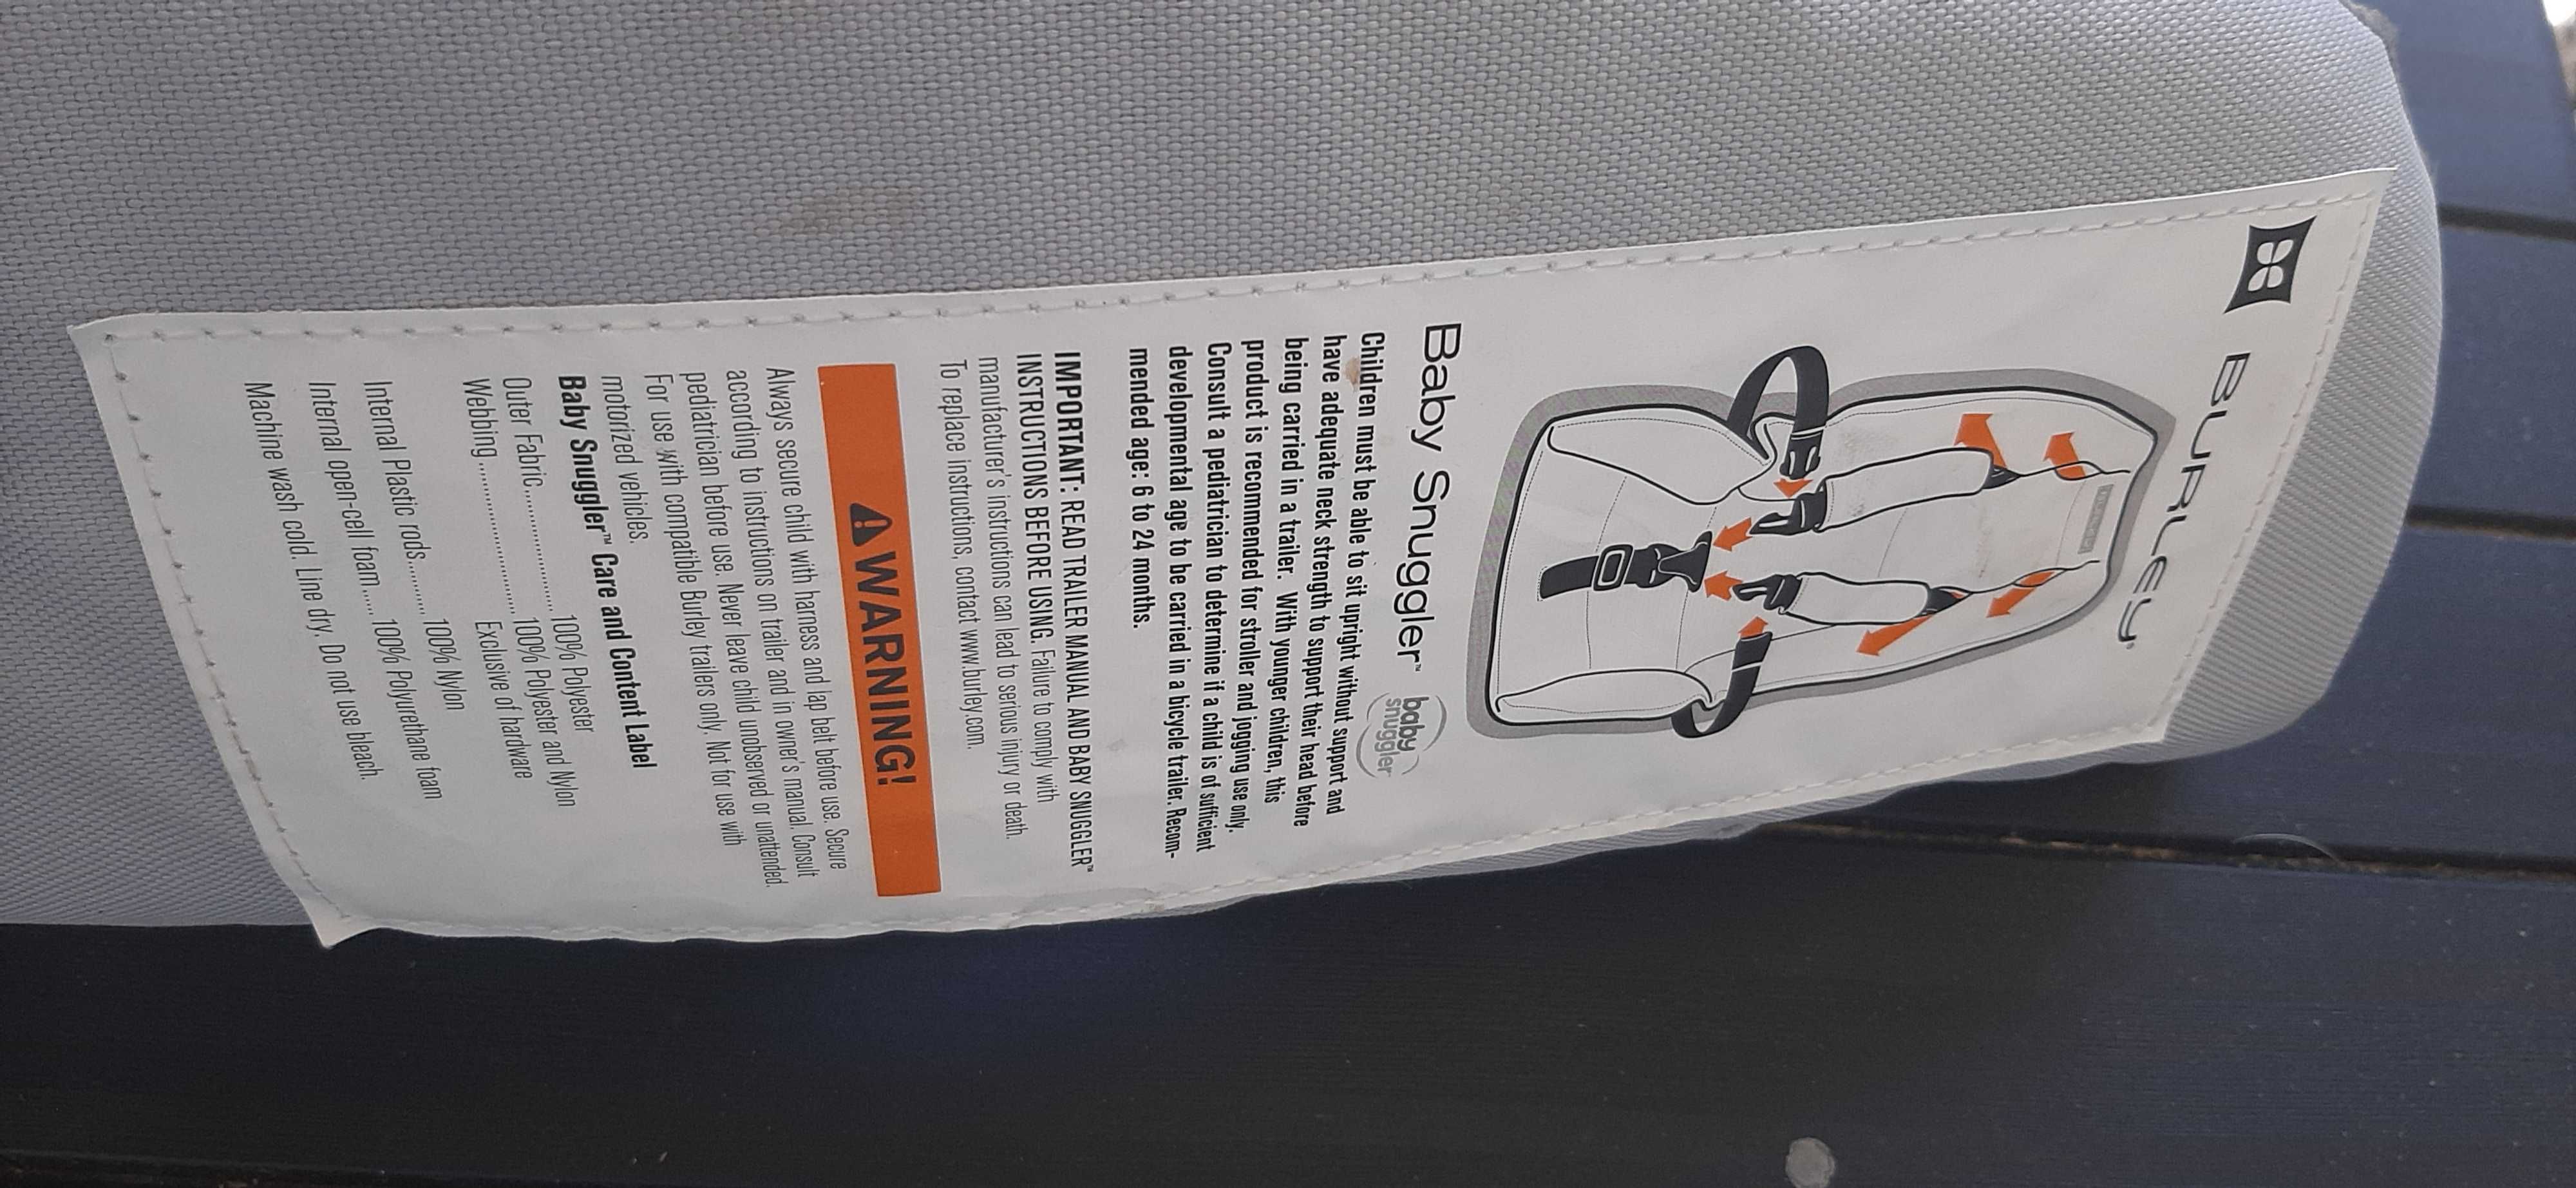 BURLEY®
Baby Snuggler™ baby snuggler
Children must be able to sit upright without support and
have adequate neck strength to support their head before
being carried in a trailer. With younger children, this
product is recommended for stroller and jogging use only.
Consult a pediatrician to determine if a child is of sufficient
developmental age to be carried in a bicycle trailer. Recom-
mended age: 6 to 24 months.
IMPORTANT: READ TRAILER MANUAL AND BABY SNUGGLER™
INSTRUCTIONS BEFORE USING. Failure to comply with
manufacturer's instructions can lead to serious injury or death.
To replace instructions, contact www.burley.com.
WARNING!
Always secure child with harness and lap belt before use. Secure
according to instructions on trailer and in owner's manual. Consult
pediatrician before use. Never leave child unobserved or unattended.
For use with compatible Burley trailers only. Not for use with
motorized vehicles.
Baby Snuggler™ Care and Content Label
Outer Fabric.................... 100% Polyester
Webbing........................ 100% Polyester and Nylon
Exclusive of hardware
Internal Plastic rods.......... 100% Nylon
Internal open-cell foam...... 100% Polyurethane foam
Machine wash cold. Line dry. Do not use bleach.